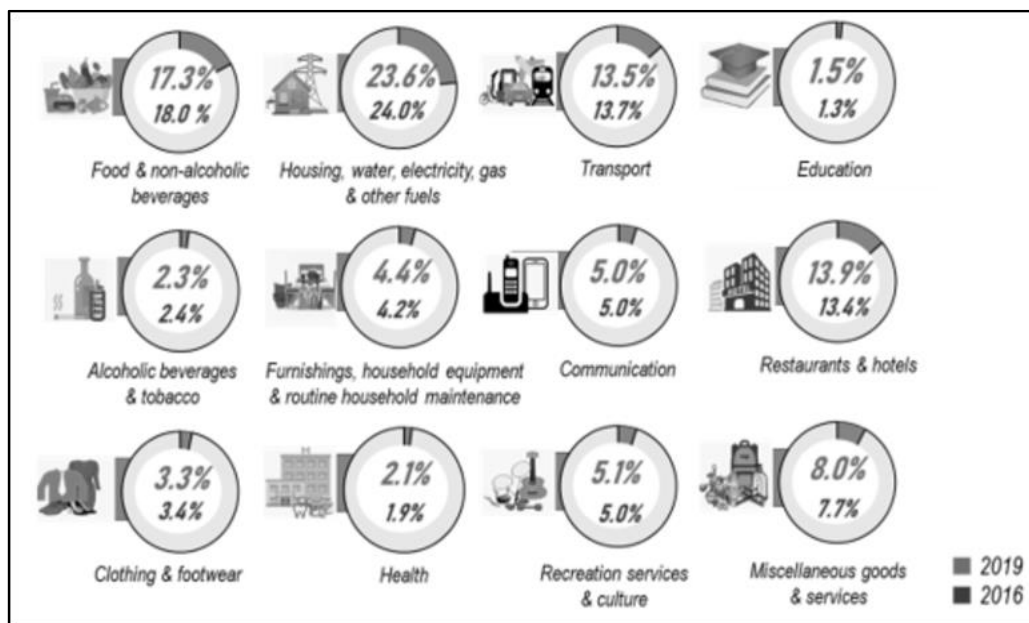 17.3%
18.0 %
Food & non-alcoholic
beverages
23.6%
24.0%
Housing, water, electricity, gas
& other fuels
13.5%
13.7%
Transport
1.5%
1.3%
Education
2.3%
2.4%
Alcoholic beverages
& tobacco
4.4%
4.2%
Furnishings, household equipment
& routine household maintenance
5.0%
5.0%
Communication
13.9%
13.4%
Restaurants & hotels
3.3%
3.4%
Clothing & footwear
2.1%
1.9%
Health
5.1%
5.0%
Recreation services
& culture
8.0%
7.7%
Miscellaneous goods
& services
2019
2016